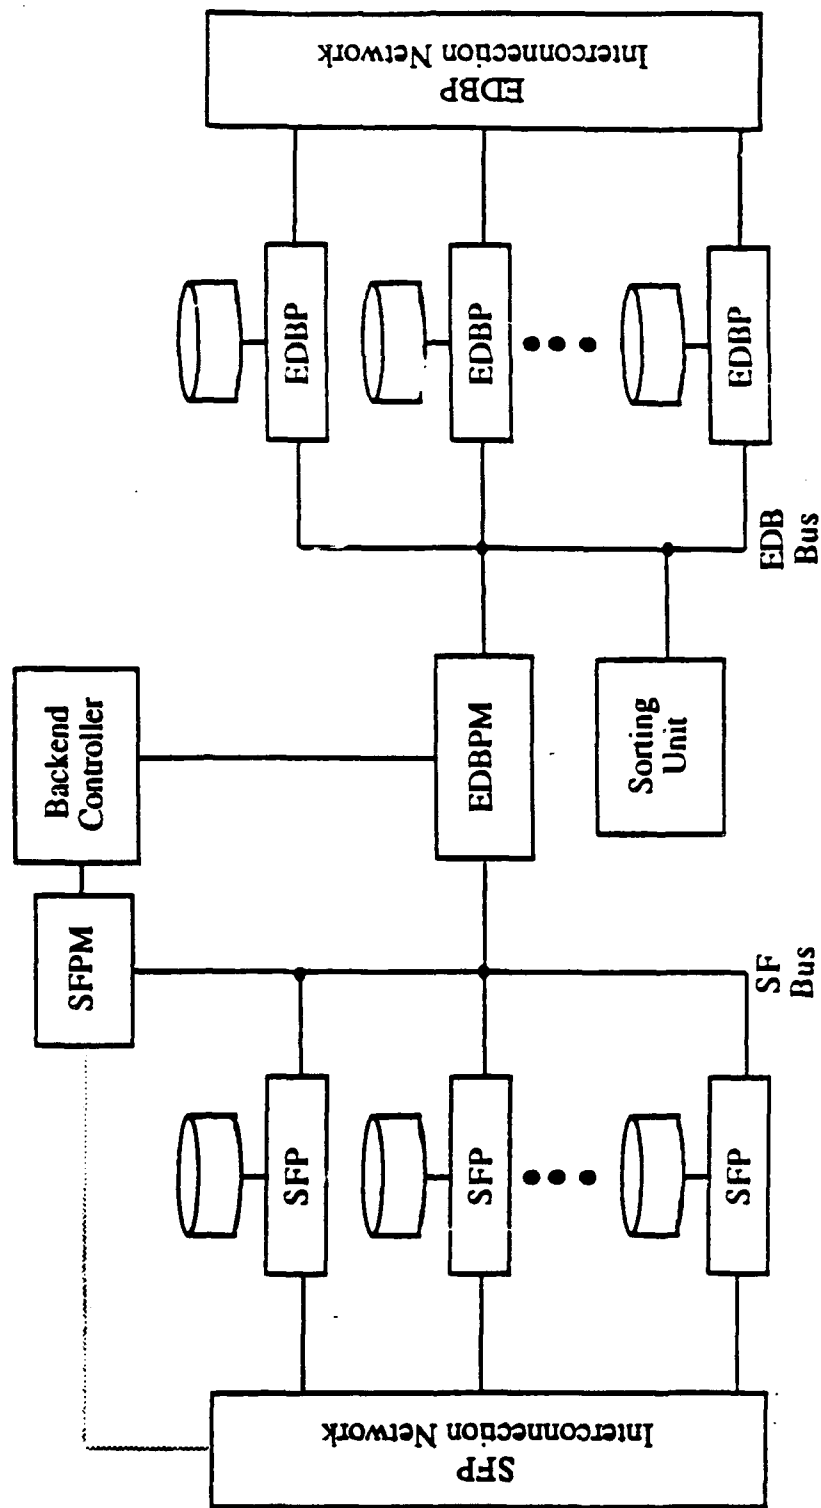 SFPM
Backend
Controller
SFP
Interconnection Network
SFP
SFP
SFP
SF
Bus
EDBPM
Sorting
Unit
EDB
Bus
EDBP
EDBP
EDBP
EDBP
Interconnection Network